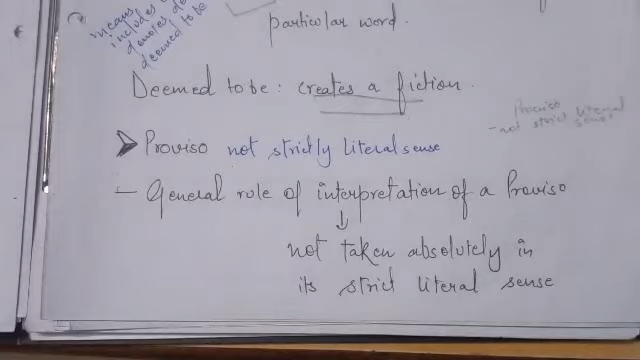 means
includes
denotes
deemed to be
particular word.
Deemed to be: creates a fiction.
Proviso
- not strict literal sense
➤ Proviso not strictly literal sense
- General rule of interpretation of a Proviso
↓
not taken absolutely in
its strict literal sense